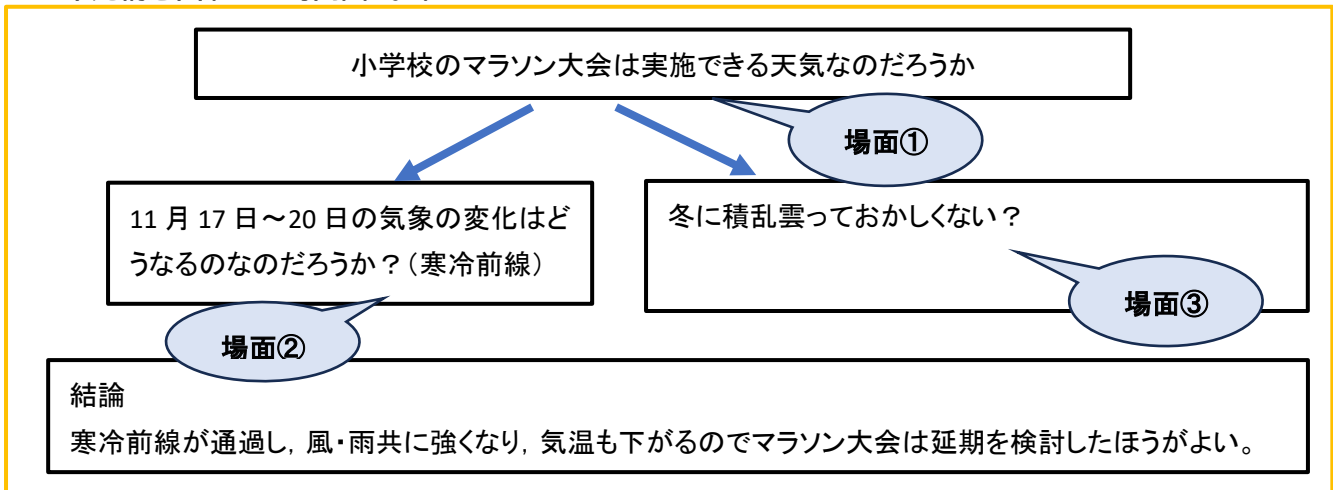 小学校のマラソン大会は実施できる天気なのだろうか
場面①
11 月 17 日～20 日の気象の変化はど
うなるのなのだろうか？（寒冷前線）
冬に積乱雲っておかしくない？
場面③
場面②
結論
寒冷前線が通過し，風・雨共に強くなり，気温も下がるのでマラソン大会は延期を検討したほうがよい。